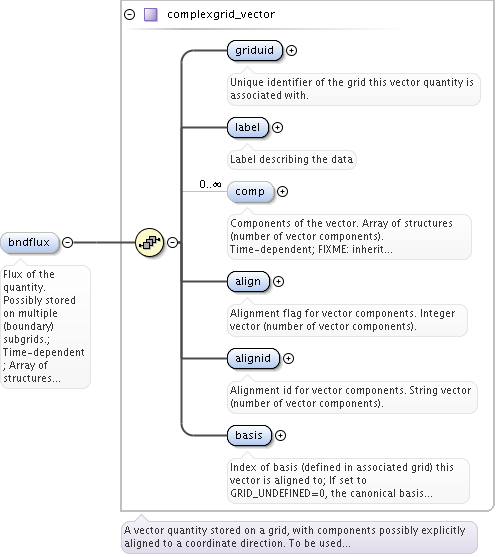 complexgrid_vector
griduid
Unique identifier of the grid this vector quantity is
associated with.
label
Label describing the data
0..∞
comp
Components of the vector. Array of structures
(number of vector components).
Time-dependent; FIXME: inherit...
bndflux
Flux of the
quantity.
Possibly stored
on multiple
(boundary)
subgrids.;
Time-dependent
; Array of
structures...
align
Alignment flag for vector components. Integer
vector (number of vector components).
alignid
Alignment id for vector components. String vector
(number of vector components).
basis
Index of basis (defined in associated grid) this
vector is aligned to; If set to
GRID_UNDEFINED=0, the canonical basis...
A vector quantity stored on a grid, with components possibly explicitly
aligned to a coordinate direction. To be used...